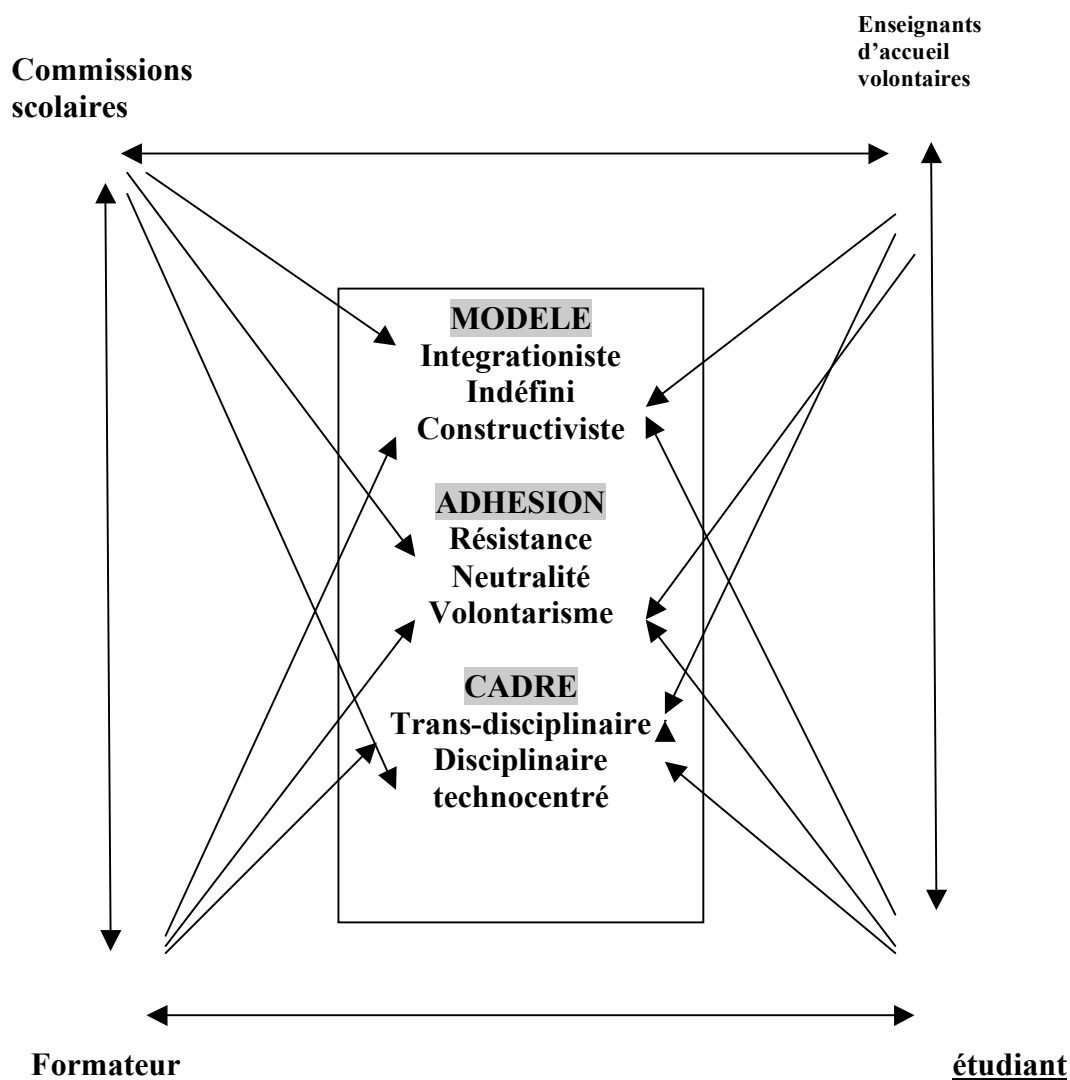 Commissions
scolaires
Enseignants
d’accueil
volontaires
MODELE
Integrationiste
Indéfini
Constructiviste
ADHESION
Résistance
Neutralité
Volontarisme
CADRE
Trans-disciplinaire
Disciplinaire
technocentré
Formateur
étudiant